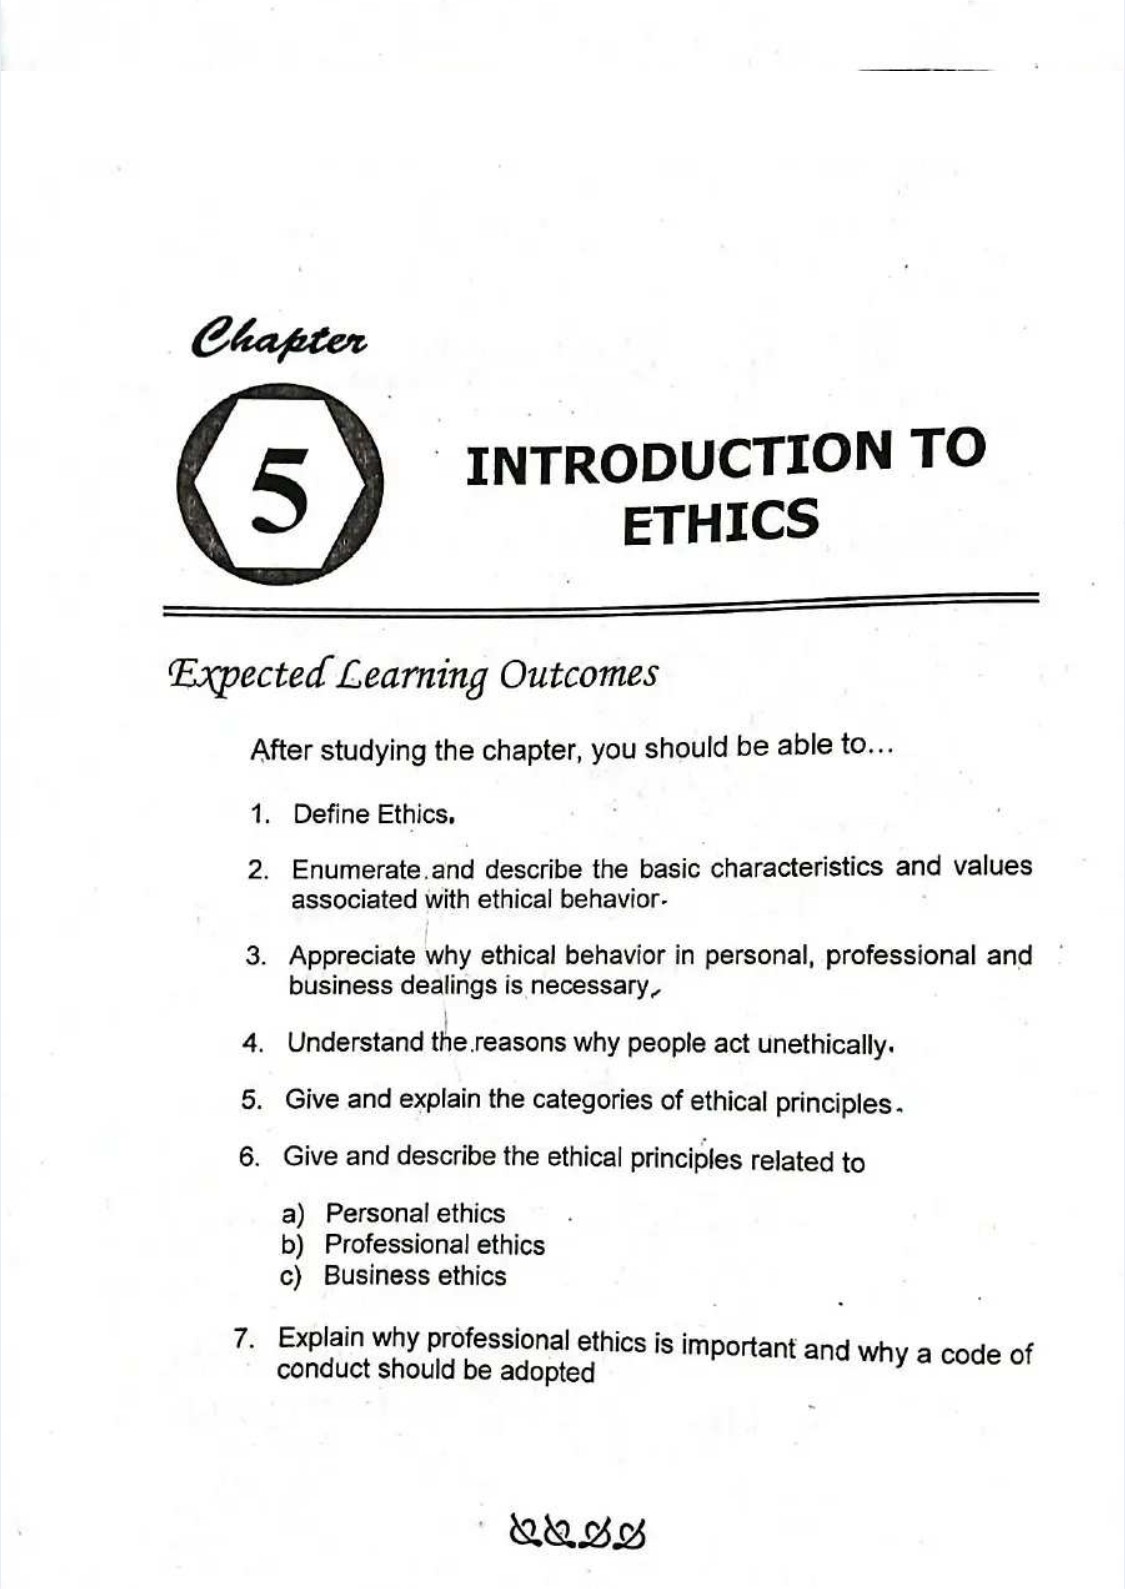 Chapter
5
INTRODUCTION TO
ETHICS
Expected Learning Outcomes
After studying the chapter, you should be able to...
1. Define Ethics.
2. Enumerate and describe the basic characteristics and values
associated with ethical behavior.
3. Appreciate why ethical behavior in personal, professional and
business dealings is necessary.
4. Understand the reasons why people act unethically.
5. Give and explain the categories of ethical principles.
6. Give and describe the ethical principles related to
a) Personal ethics
b) Professional ethics
c) Business ethics
7. Explain why professional ethics is important and why a code of
conduct should be adopted